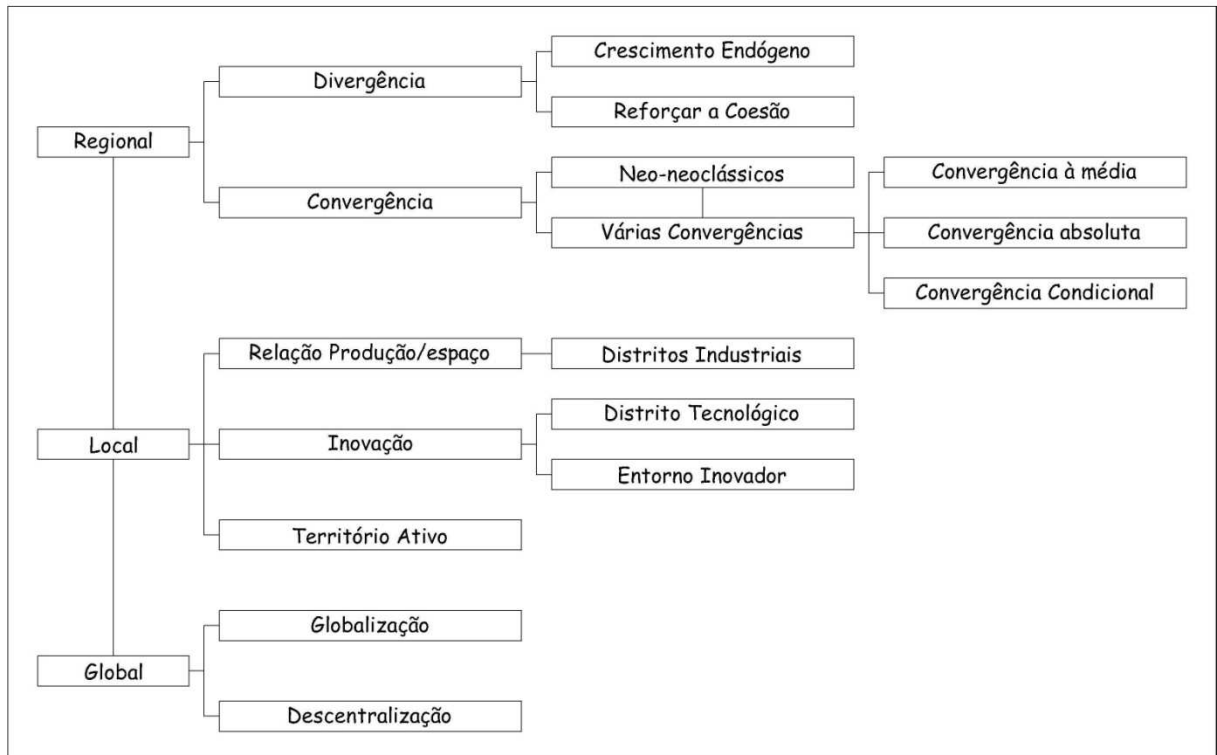 Regional
Divergência
Crescimento Endógeno
Reforçar a Coesão
Convergência
Neo-neoclássicos
Várias Convergências
Convergência à média
Convergência absoluta
Convergência Condicional
Local
Relação Produção/espaço
Distritos Industriais
Inovação
Distrito Tecnológico
Entorno Inovador
Território Ativo
Global
Globalização
Descentralização